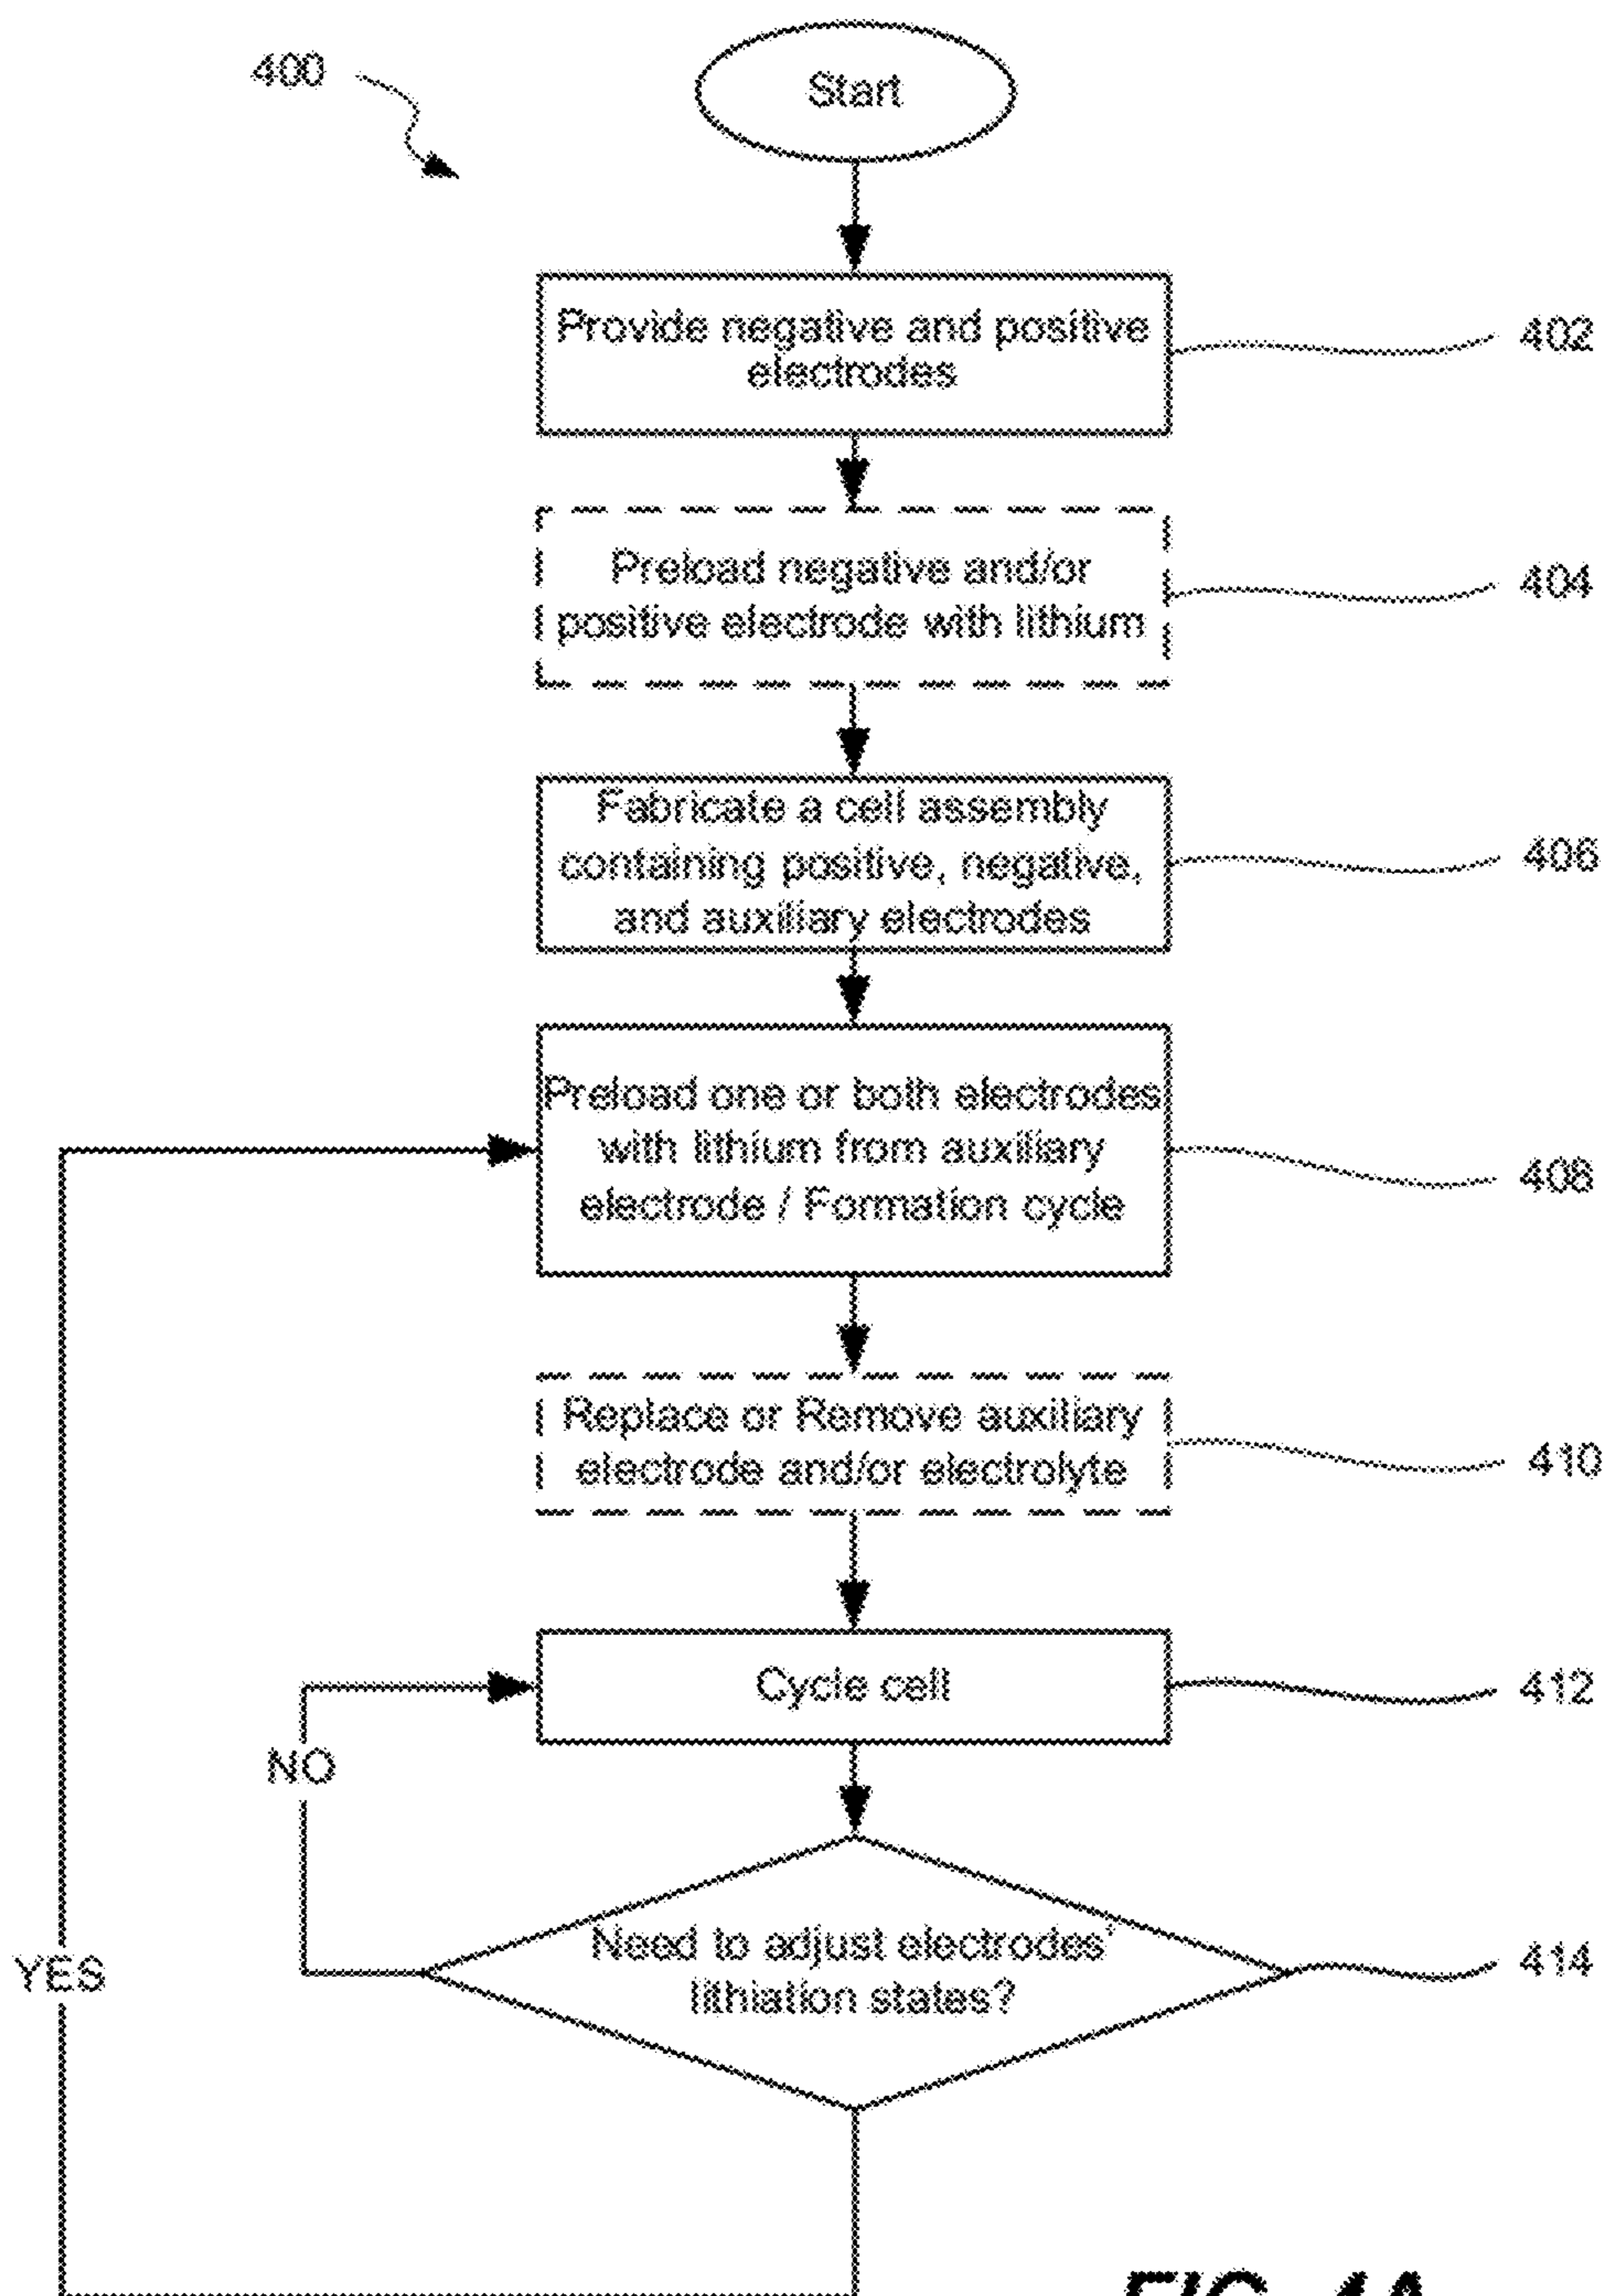 400
Start
Provide negative and positive
electrodes
402
Preload negative and/or
positive electrode with lithium
404
Fabricate a cell assembly
containing positive, negative,
and auxiliary electrodes
406
Preload one or both electrodes
with lithium from auxiliary
electrode / Formation cycle
408
Replace or Remove auxiliary
electrode and/or electrolyte
410
Cycle cell
412
NO
Need to adjust electrodes'
lithiation states?
414
YES
FIG. 4A